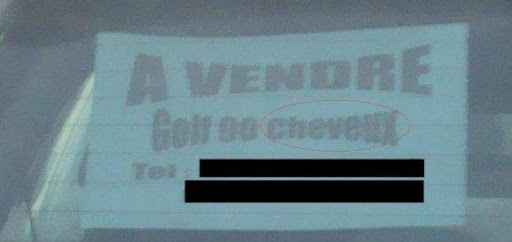 A VENDRE
Golf 90 cheveux
Tel :